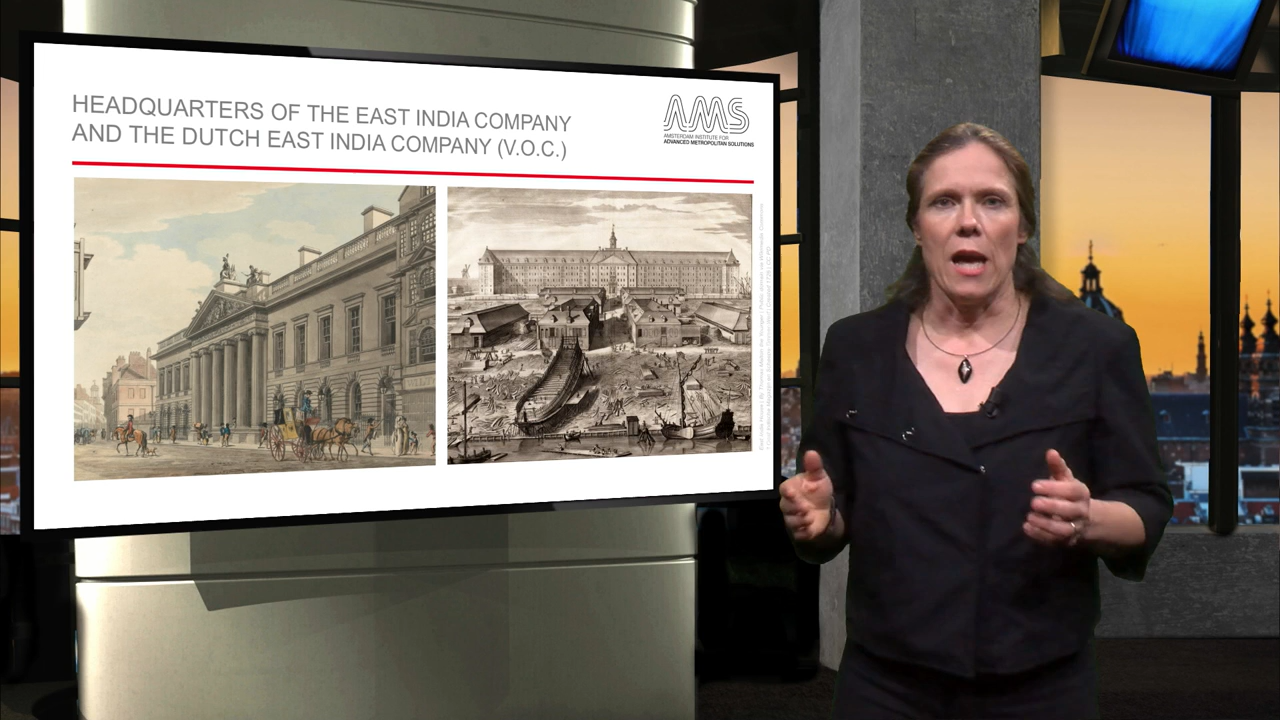 HEADQUARTERS OF THE EAST INDIA COMPANY
AND THE DUTCH EAST INDIA COMPANY (V.O.C.)
AMS
AMSTERDAM INSTITUTE FOR
ADVANCED METROPOLITAN SOLUTIONS